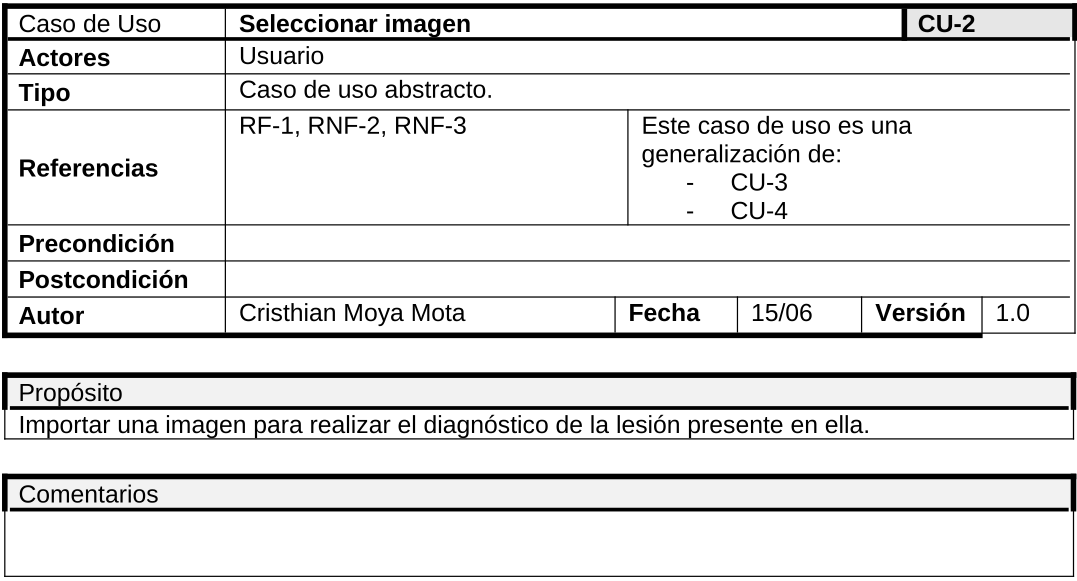 Caso de Uso Seleccionar imagen CU-2
Actores Usuario
Tipo Caso de uso abstracto.
Referencias RF-1, RNF-2, RNF-3 Este caso de uso es una
generalización de:
- CU-3
- CU-4
Precondición
Postcondición
Autor Cristhian Moya Mota Fecha 15/06 Versión 1.0
Propósito
Importar una imagen para realizar el diagnóstico de la lesión presente en ella.
Comentarios